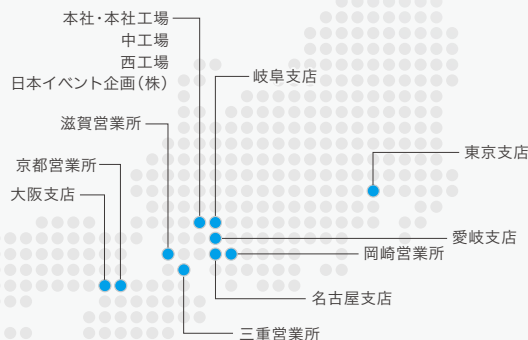 本社・本社工場
中工場
西工場
日本イベント企画(株)
岐阜支店
滋賀営業所
東京支店
京都営業所
大阪支店
愛岐支店
岡崎営業所
名古屋支店
三重営業所